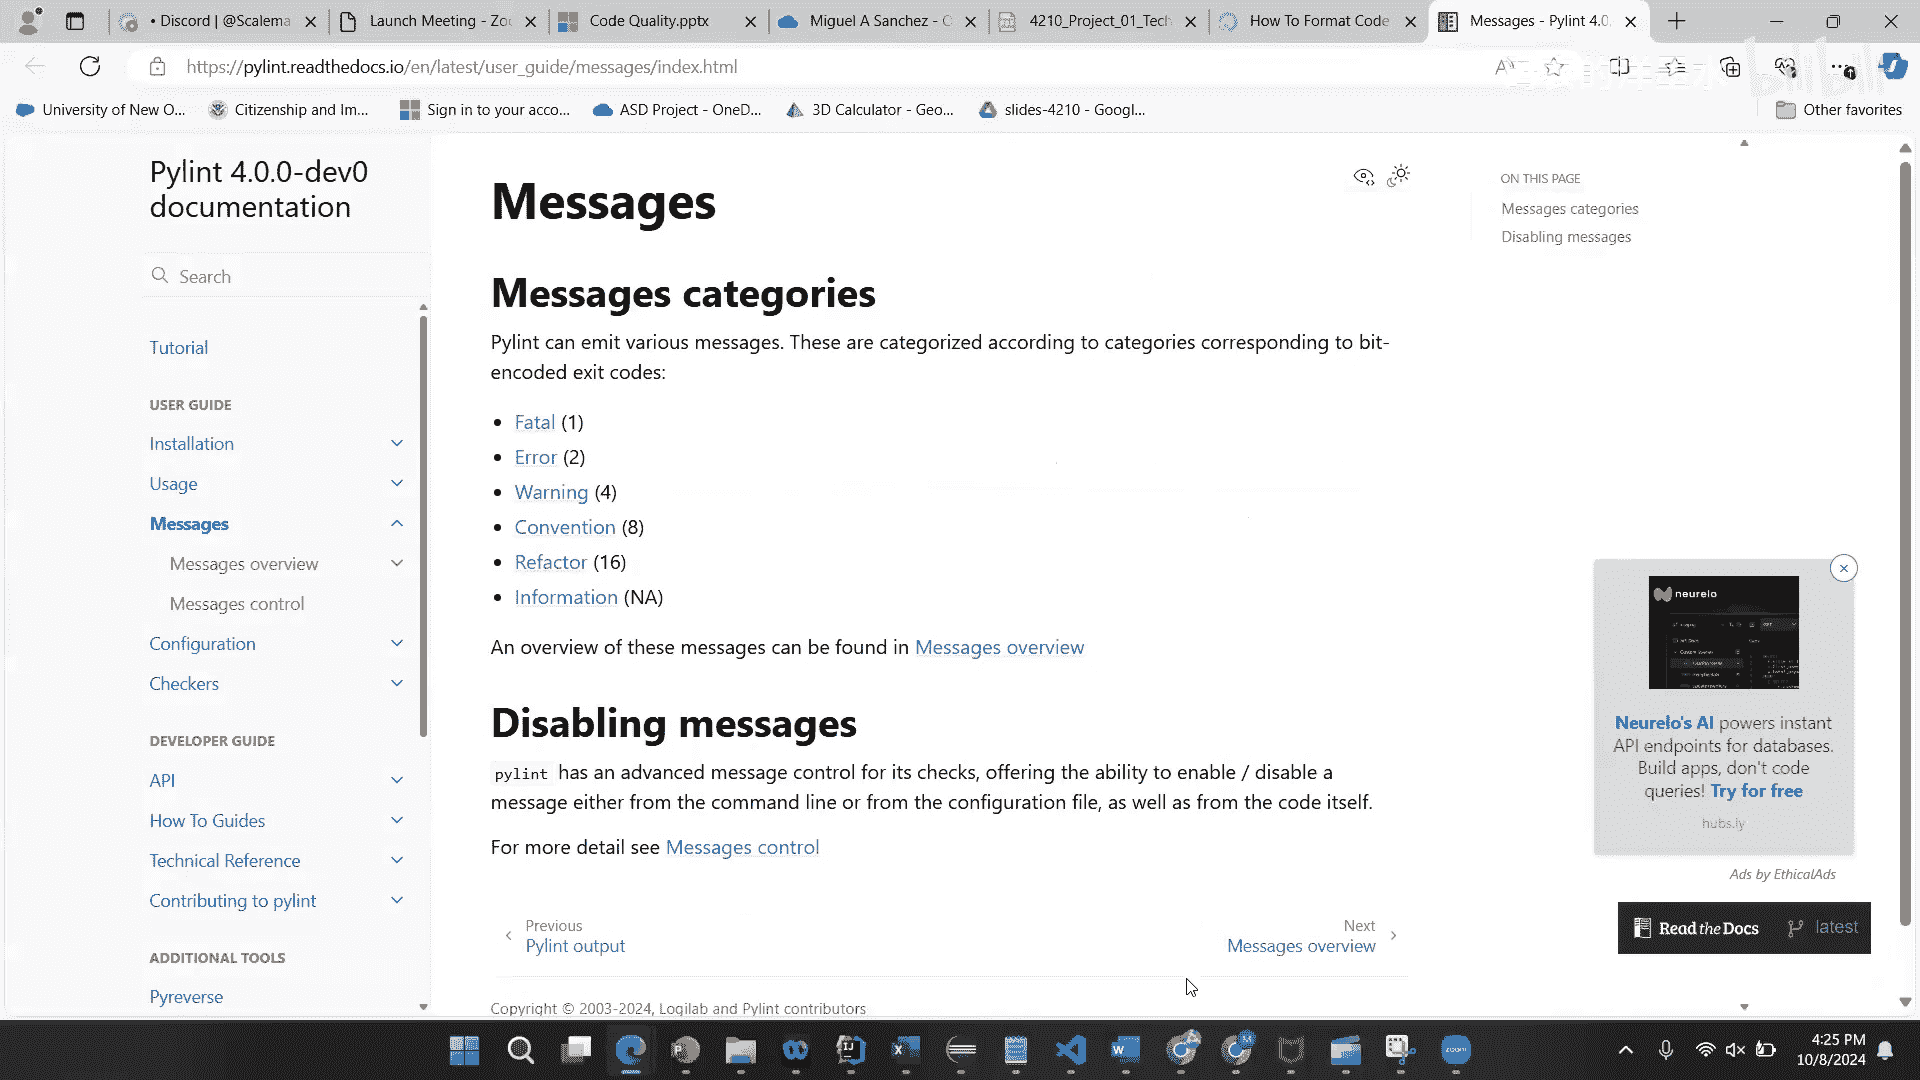 • Discord | @Scalema
Launch Meeting - Zo
Code Quality.pptx
Miguel A Sanchez - C
4210_Project_01_Tech
How To Format Code
Messages - Pylint 4.0.
https://pylint.readthedocs.io/en/latest/user_guide/messages/index.html
University of New O...
Citizenship and Im...
Sign in to your acco...
ASD Project - OneD...
3D Calculator - Geo...
slides-4210 - Googl...
Other favorites
Pylint 4.0.0-dev0
documentation
Search
Tutorial
USER GUIDE
Installation
Usage
Messages
Messages overview
Messages control
Configuration
Checkers
DEVELOPER GUIDE
API
How To Guides
Technical Reference
Contributing to pylint
ADDITIONAL TOOLS
Pyreverse
Messages
Messages categories
Pylint can emit various messages. These are categorized according to categories corresponding to bit-
encoded exit codes:
• Fatal (1)
• Error (2)
• Warning (4)
• Convention (8)
• Refactor (16)
• Information (NA)
An overview of these messages can be found in Messages overview
Disabling messages
pylint has an advanced message control for its checks, offering the ability to enable / disable a
message either from the command line or from the configuration file, as well as from the code itself.
For more detail see Messages control
Previous
Pylint output
Next
Messages overview
Copyright © 2003-2024, Logilab and Pylint contributors
ON THIS PAGE
Messages categories
Disabling messages
neurelo
Neurelo's AI powers instant
API endpoints for databases.
Build apps, don't code
queries! Try for free
hubs.ly
Ads by EthicalAds
Read the Docs
latest
zoom
4:25 PM
10/8/2024